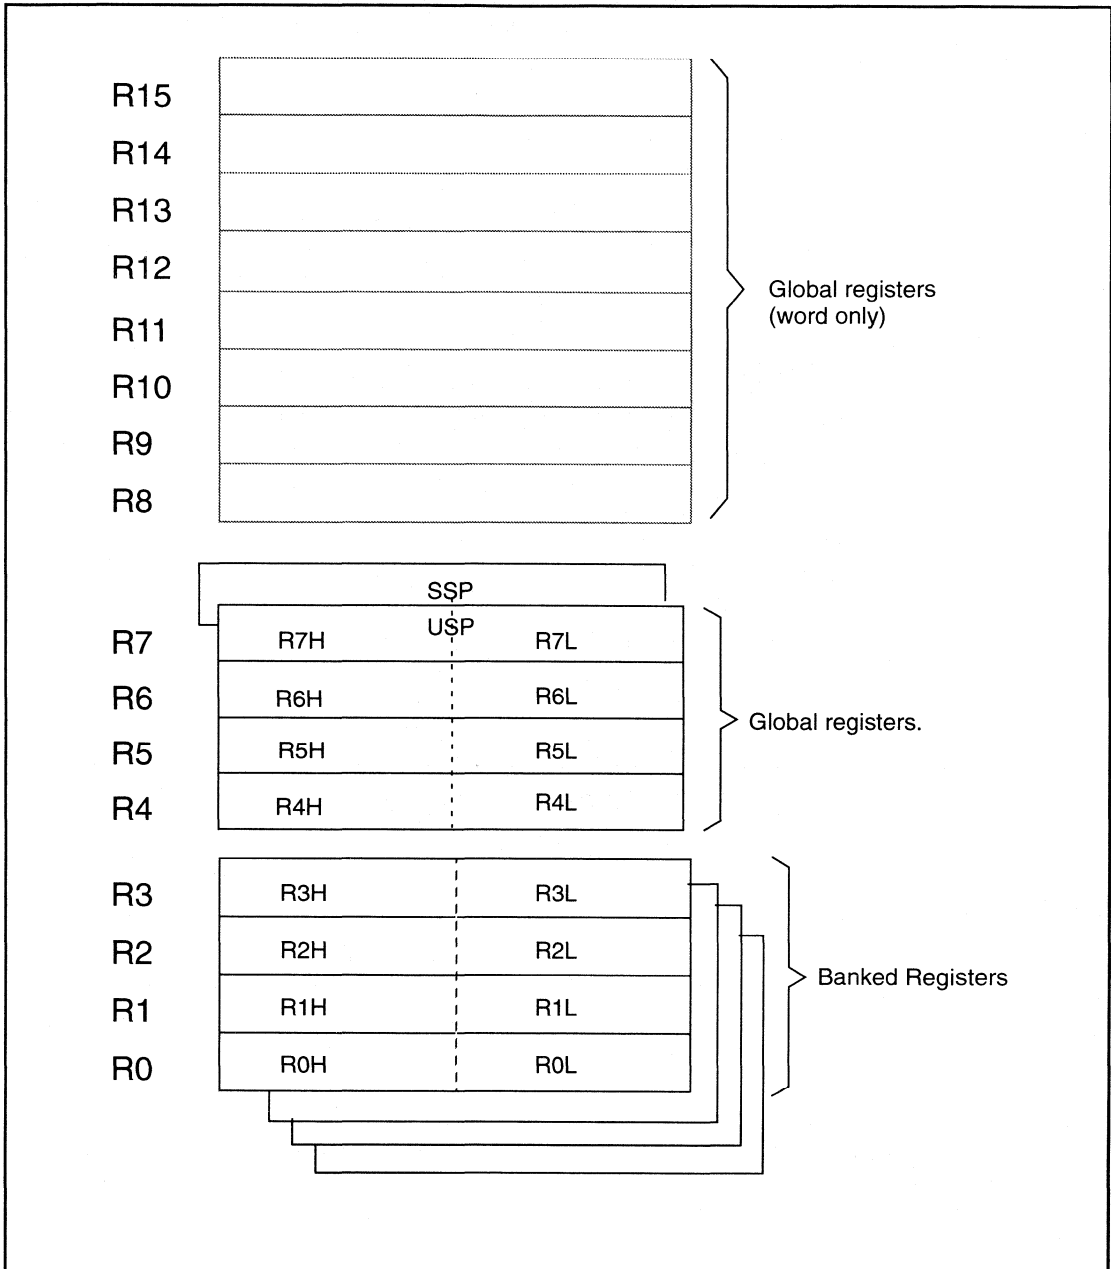 R15
R14
R13
R12
R11
R10
R9
R8
Global registers
(word only)
SSP
USP
R7 R7H R7L
R6 R6H R6L
R5 R5H R5L
R4 R4H R4L
Global registers.
R3 R3H R3L
R2 R2H R2L
R1 R1H R1L
R0 R0H R0L
Banked Registers